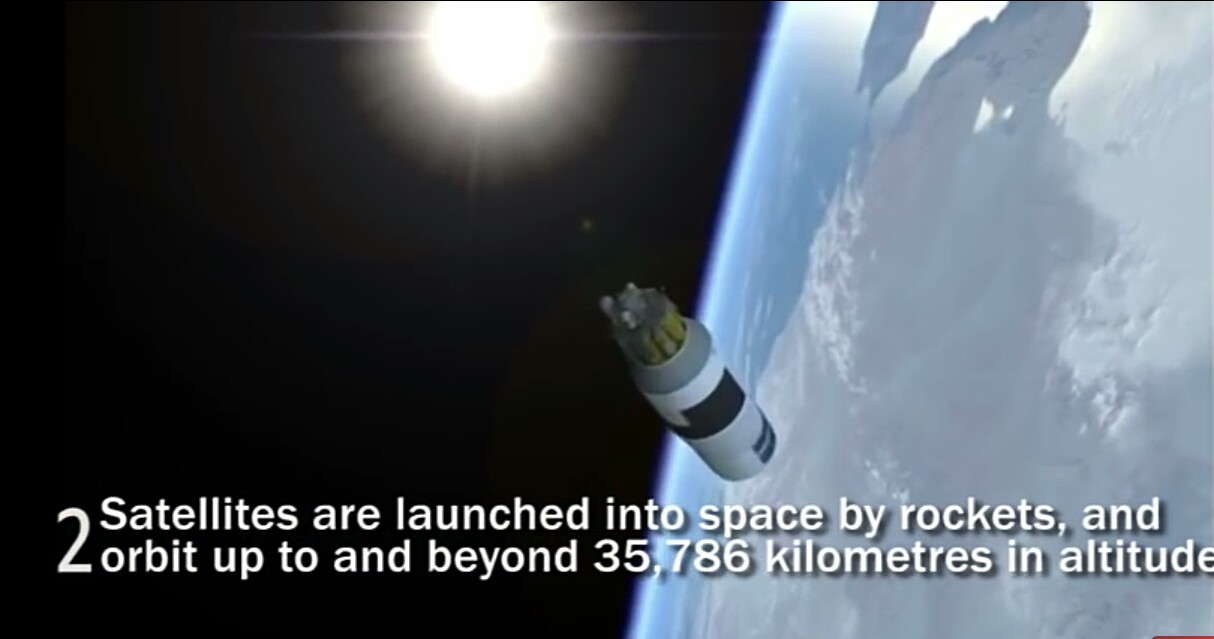 2 Satellites are launched into space by rockets, and
orbit up to and beyond 35,786 kilometres in altitude